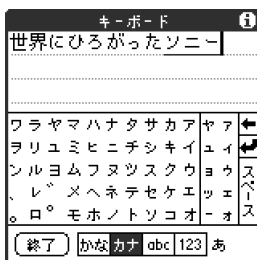 キーボード i
世界にひろがったソニー
ワラヤマハナタサカア ャァ ←
ヲリユミヒニチシキイ ュィ ↵
ンルヨムフヌツスクウ ョゥ スペース
、レ゛メヘネテセケエ ッェ
。ロ゜モホノトソコオ ーォ
終了 かな カナ abc 123 あ